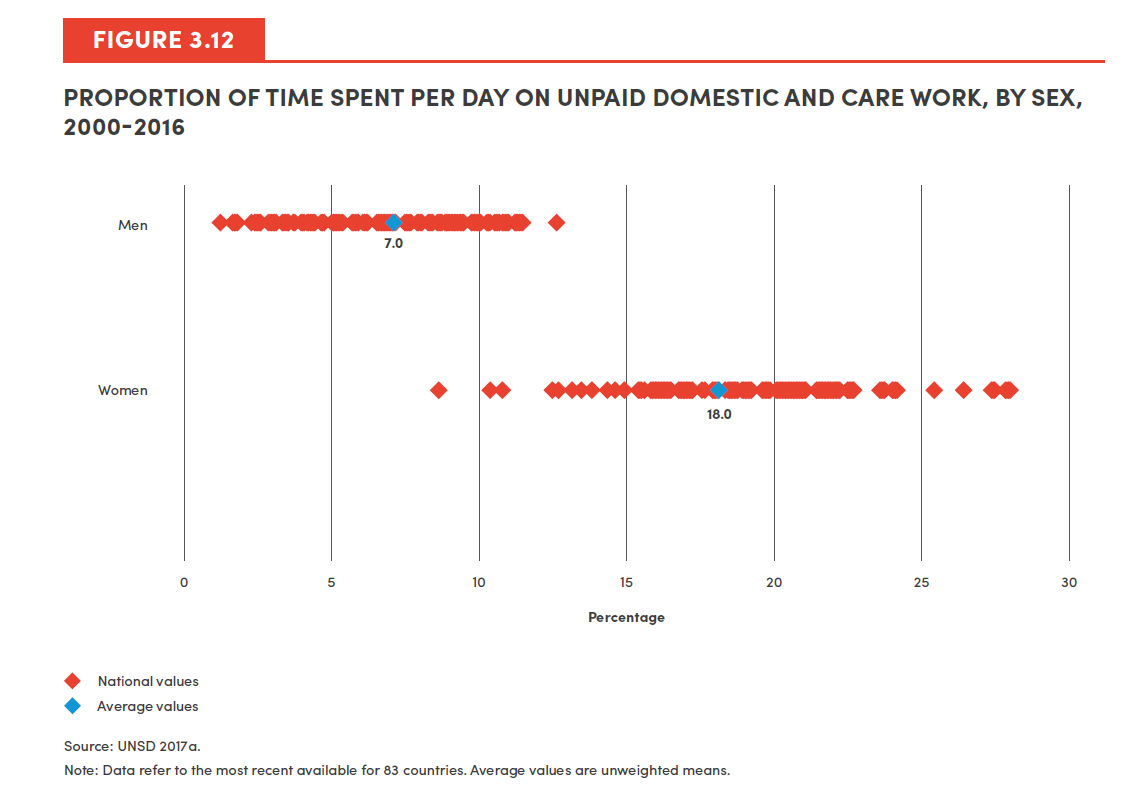 FIGURE 3.12
PROPORTION OF TIME SPENT PER DAY ON UNPAID DOMESTIC AND CARE WORK, BY SEX,
2000-2016
Men
7.0
Women
18.0
0 5 10 15 20 25 30
Percentage
National values
Average values
Source: UNSD 2017a.
Note: Data refer to the most recent available for 83 countries. Average values are unweighted means.